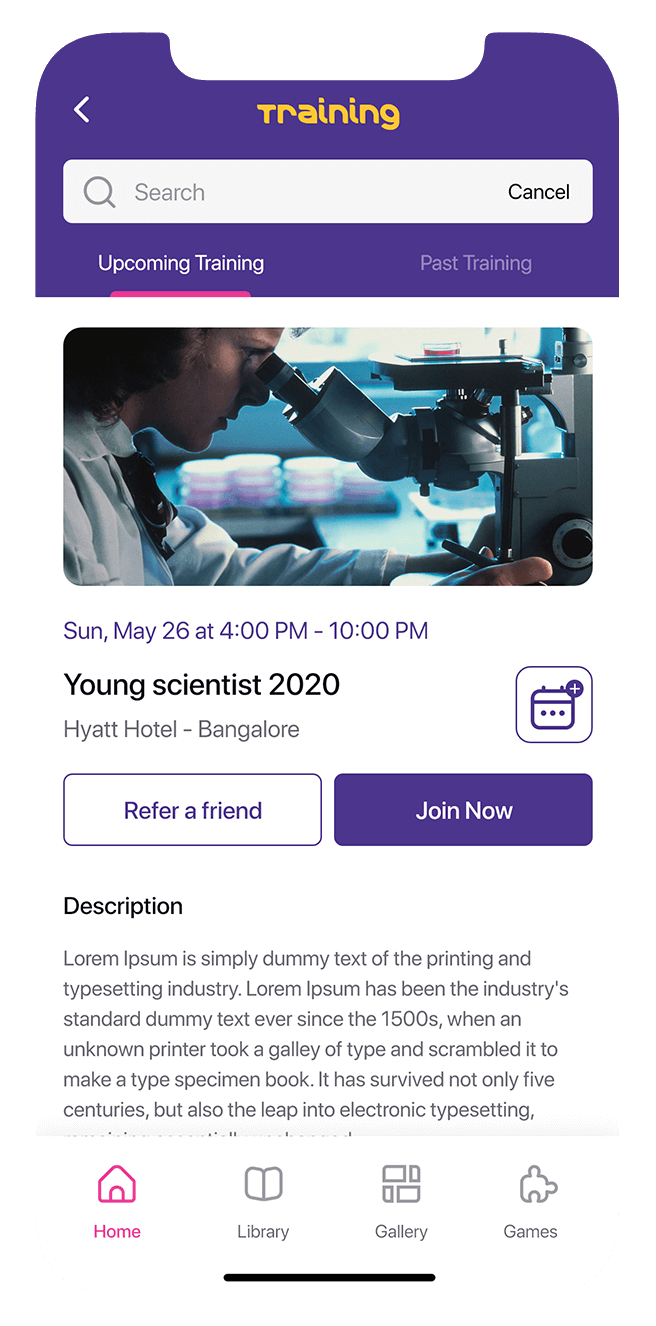 Training
Search
Cancel
Upcoming Training
Past Training
Sun, May 26 at 4:00 PM - 10:00 PM
Young scientist 2020
Hyatt Hotel - Bangalore
Refer a friend
Join Now
Description
Lorem Ipsum is simply dummy text of the printing and
typesetting industry. Lorem Ipsum has been the industry's
standard dummy text ever since the 1500s, when an
unknown printer took a galley of type and scrambled it to
make a type specimen book. It has survived not only five
centuries, but also the leap into electronic typesetting,
Home
Library
Gallery
Games